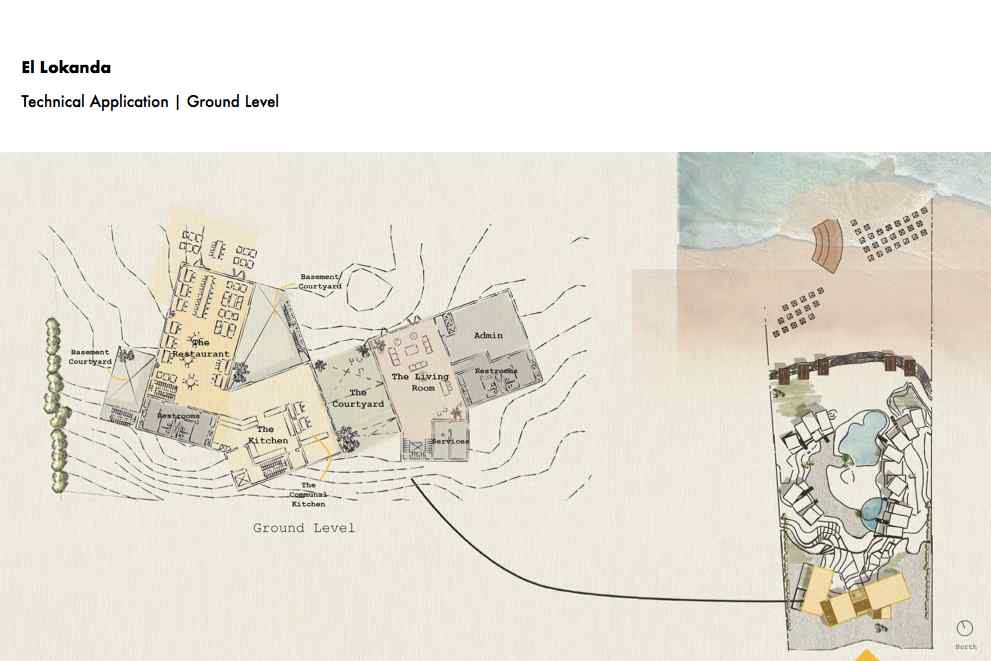 El Lokanda
Technical Application | Ground Level
Basement
Courtyard
The
Restaurant
Admin
Basement
Courtyard
Restrooms
The Living
Room
The
Courtyard
Restrooms
The
Kitchen
Services
The
Communal
Kitchen
Ground Level
North